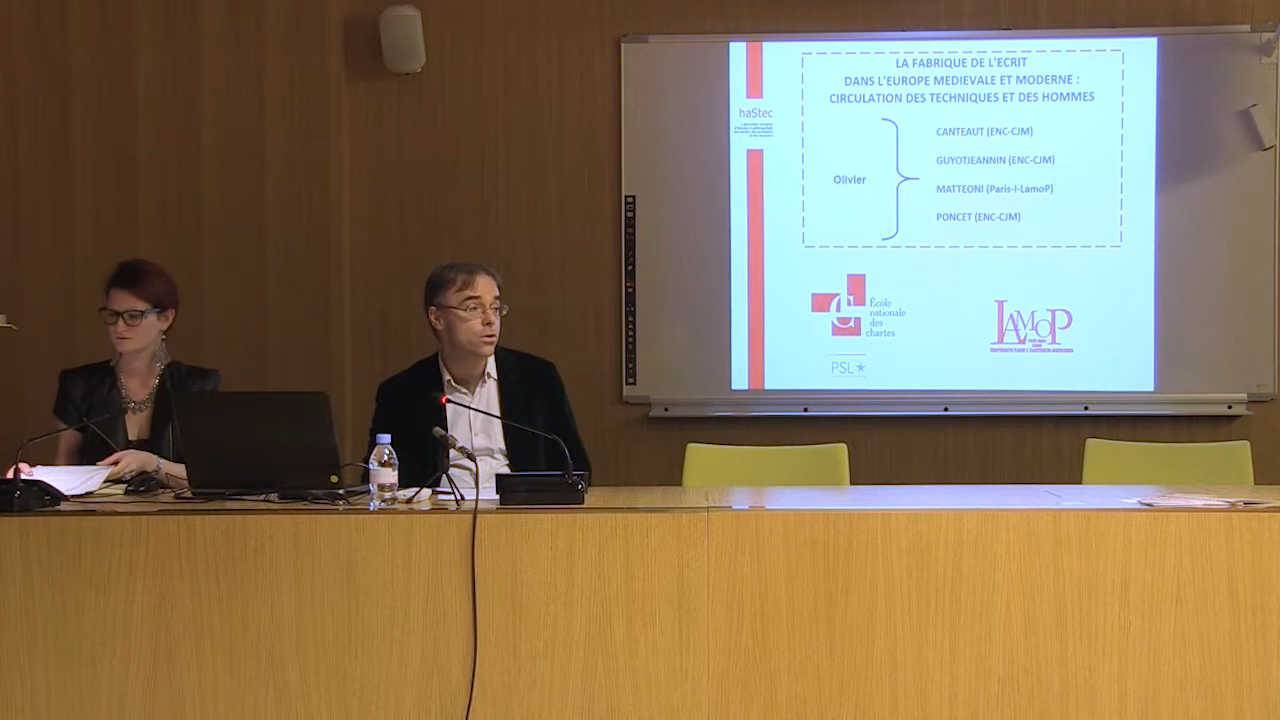 LA FABRIQUE DE L'ECRIT
DANS L'EUROPE MEDIEVALE ET MODERNE :
CIRCULATION DES TECHNIQUES ET DES HOMMES
haStec
Olivier
CANTEAUT (ENC-CJM)
GUYOTJEANNIN (ENC-CJM)
MATTEONI (Paris-I-LamoP)
PONCET (ENC-CJM)
École
nationale
des
chartes
PSL★
LAMOP